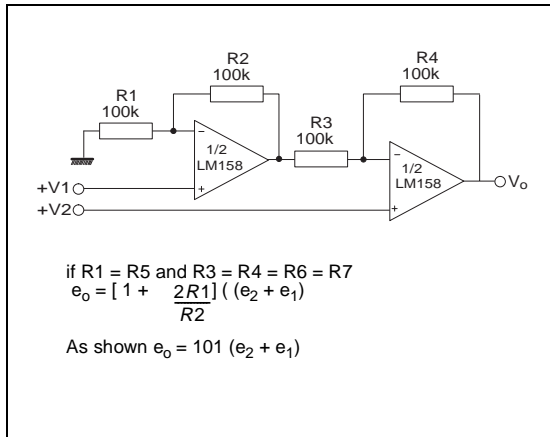 R2
100k
R4
100k
R1
100k
R3
100k
1/2
LM158
1/2
LM158
+V1
+V2
Vo
if R1 = R5 and R3 = R4 = R6 = R7
eo = [ 1 + 2R1/R2 ] ( (e2 + e1)
As shown eo = 101 (e2 + e1)